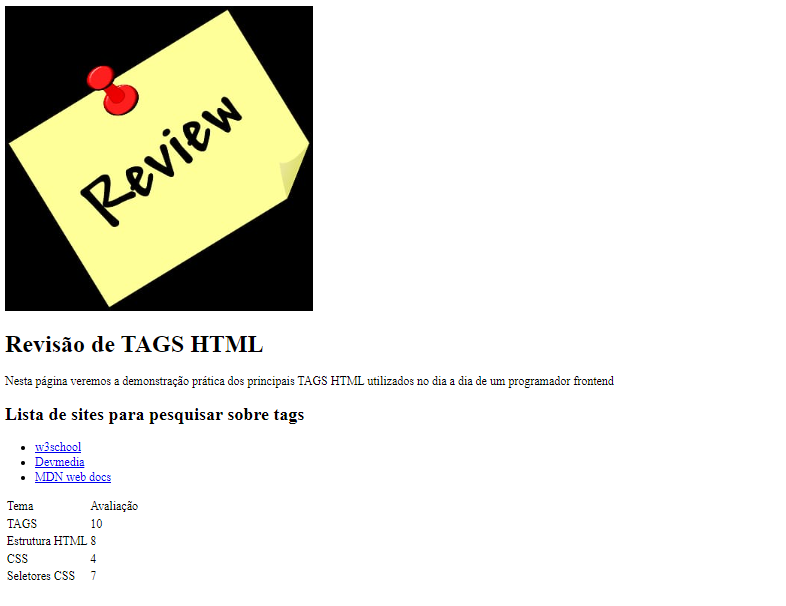 Review
Revisão de TAGS HTML
Nesta página veremos a demonstração prática dos principais TAGS HTML utilizados no dia a dia de um programador frontend
Lista de sites para pesquisar sobre tags
w3school
Devmedia
MDN web docs
Tema Avaliação
TAGS 10
Estrutura HTML 8
CSS 4
Seletores CSS 7